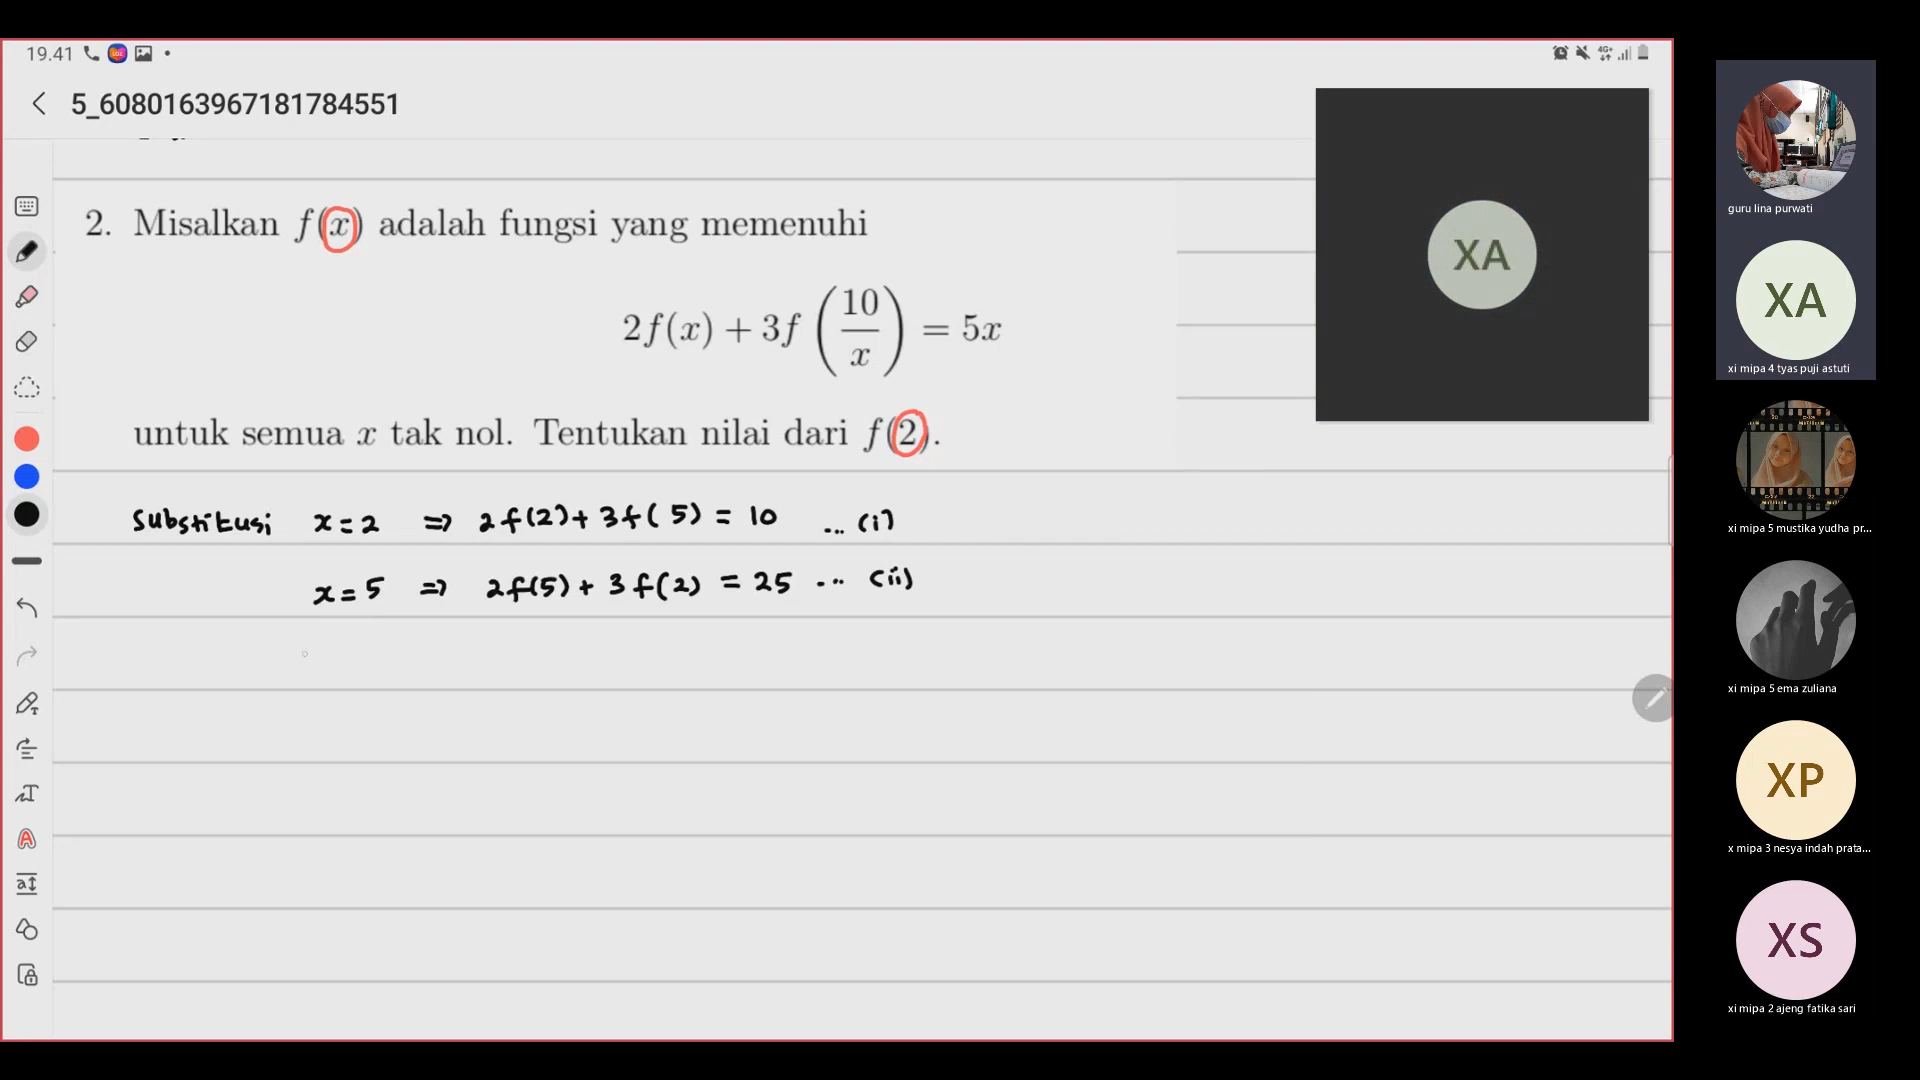 19.41
4G+
5_6080163967181784551
2. Misalkan f(x) adalah fungsi yang memenuhi
2f(x) + 3f (10/x) = 5x
untuk semua x tak nol. Tentukan nilai dari f(2).
Substitusi x = 2 ⇒ 2f(2) + 3f(5) = 10 ... (i)
x = 5 ⇒ 2f(5) + 3f(2) = 25 ... (ii)
XA
guru lina purwati
XA
xi mipa 4 tyas puji astuti
xi mipa 5 mustika yudha pr...
xi mipa 5 ema zuliana
XP
x mipa 3 nesya indah prata...
XS
xi mipa 2 ajeng fatika sari